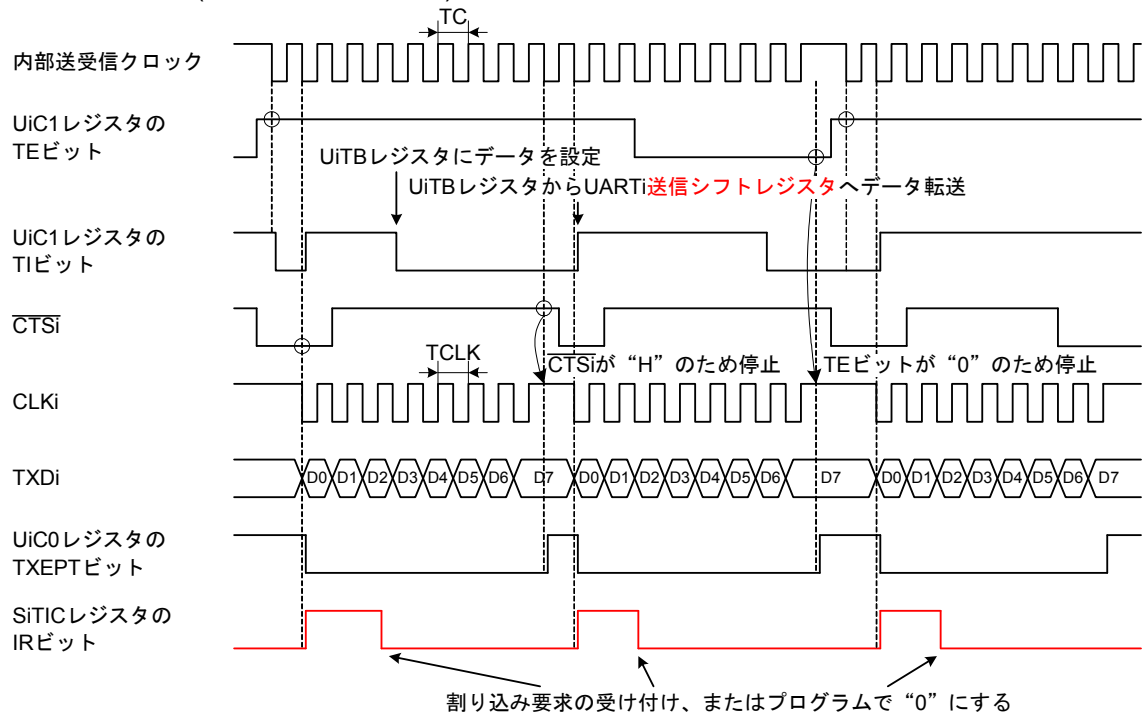 TC
内部送受信クロック
UiC1レジスタの
TEビット
UiTBレジスタにデータを設定
UiTBレジスタからUARTi送信シフトレジスタへデータ転送
UiC1レジスタの
TIビット
CTSi
TCLK
CTSiが“H”のため停止
TEビットが“0”のため停止
CLKi
TXDi
D0 D1 D2 D3 D4 D5 D6 D7 D0 D1 D2 D3 D4 D5 D6 D7 D0 D1 D2 D3 D4 D5 D6 D7
UiC0レジスタの
TXEPTビット
SiTICレジスタの
IRビット
割り込み要求の受け付け、またはプログラムで“0”にする